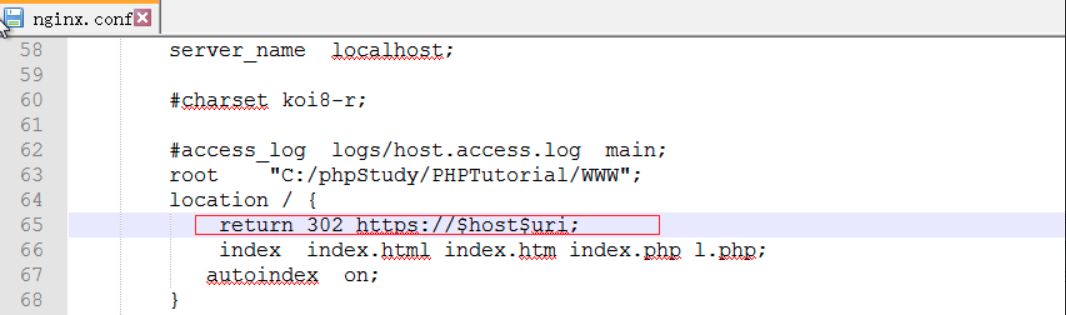 nginx.conf
58 server_name localhost;
59
60 #charset koi8-r;
61
62 #access_log logs/host.access.log main;
63 root "C:/phpStudy/PHPTutorial/WWW";
64 location / {
65 return 302 https://$host$uri;
66 index index.html index.htm index.php l.php;
67 autoindex on;
68 }